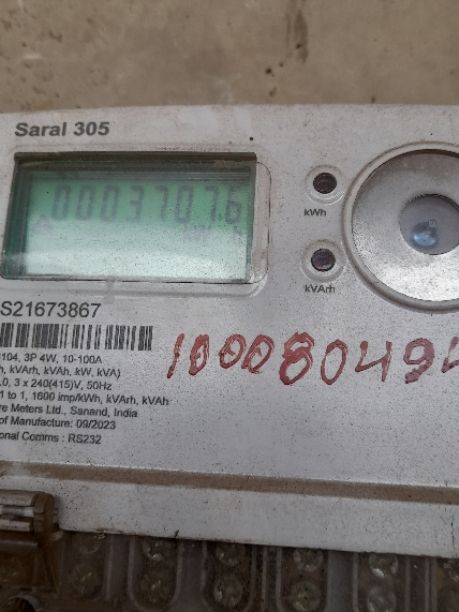 Saral 305
00037076
kWh
kVArh
S21673867
104, 3P 4W, 10-100A
h, kVArh, kVAh, kW, kVA)
.0, 3 x 240(415)V, 50Hz
1 to 1, 1600 imp/kWh, kVArh, kVAh
re Meters Ltd., Sanand, India
of Manufacture: 09/2023
onal Comms : RS232
100080494